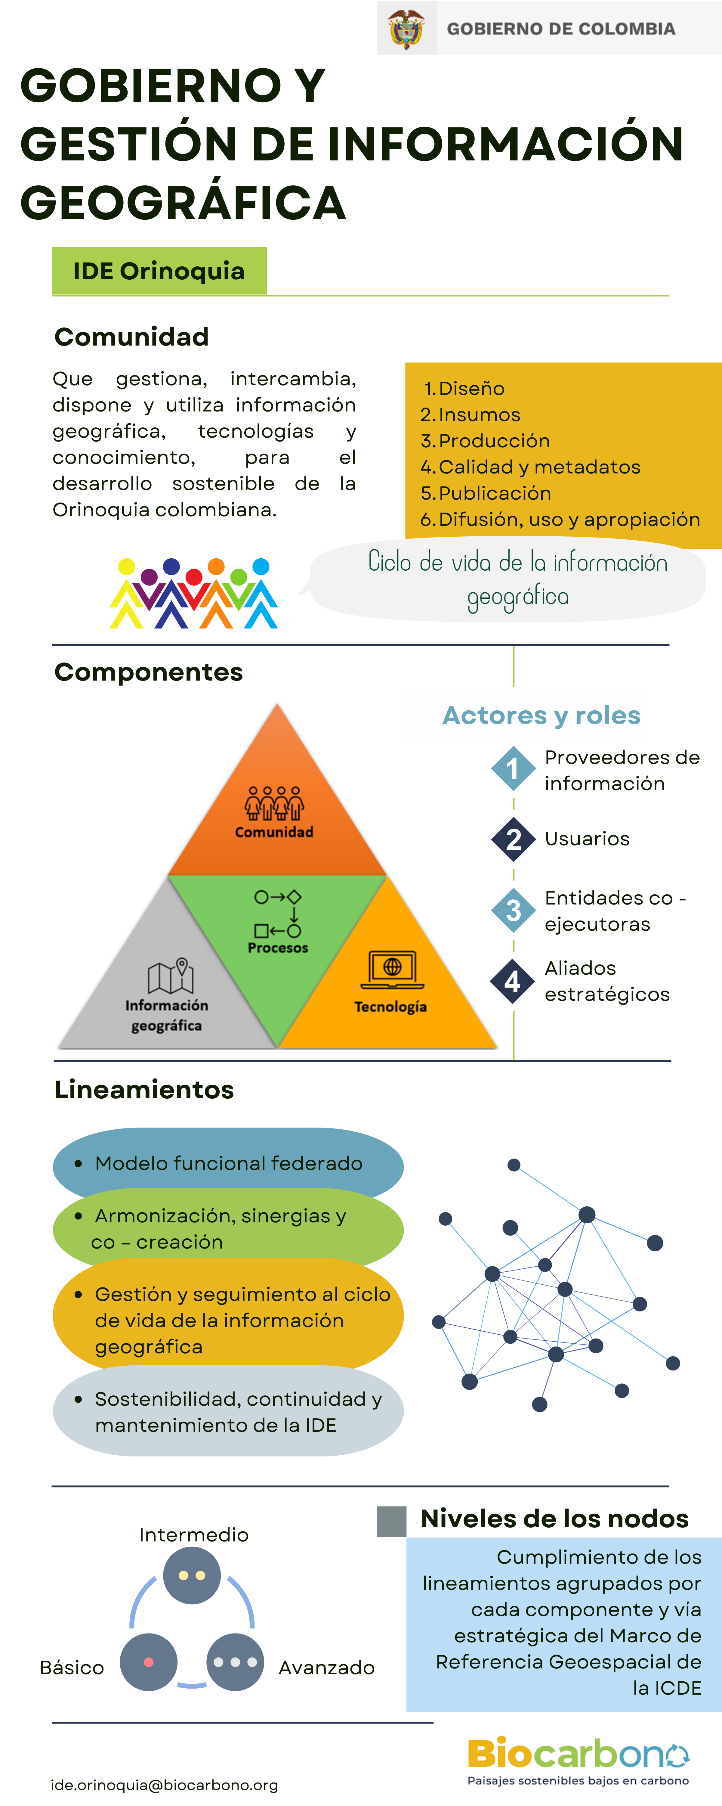 GOBIERNO DE COLOMBIA
GOBIERNO Y
GESTIÓN DE INFORMACIÓN
GEOGRÁFICA
IDE Orinoquia
Comunidad
Que gestiona, intercambia,
dispone y utiliza información
geográfica, tecnologías y
conocimiento, para el
desarrollo sostenible de la
Orinoquia colombiana.
1. Diseño
2. Insumos
3. Producción
4. Calidad y metadatos
5. Publicación
6. Difusión, uso y apropiación
Ciclo de vida de la información
geográfica
Componentes
Comunidad
Procesos
Información
geográfica
Tecnología
Actores y roles
1 Proveedores de
información
2 Usuarios
3 Entidades co -
ejecutoras
4 Aliados
estratégicos
Lineamientos
• Modelo funcional federado
• Armonización, sinergias y
co – creación
• Gestión y seguimiento al ciclo
de vida de la información
geográfica
• Sostenibilidad, continuidad y
mantenimiento de la IDE
Intermedio
Básico
Avanzado
Niveles de los nodos
Cumplimiento de los
lineamientos agrupados por
cada componente y vía
estratégica del Marco de
Referencia Geoespacial de
la ICDE
ide.orinoquia@biocarbono.org
Biocarbono
Paisajes sostenibles bajos en carbono